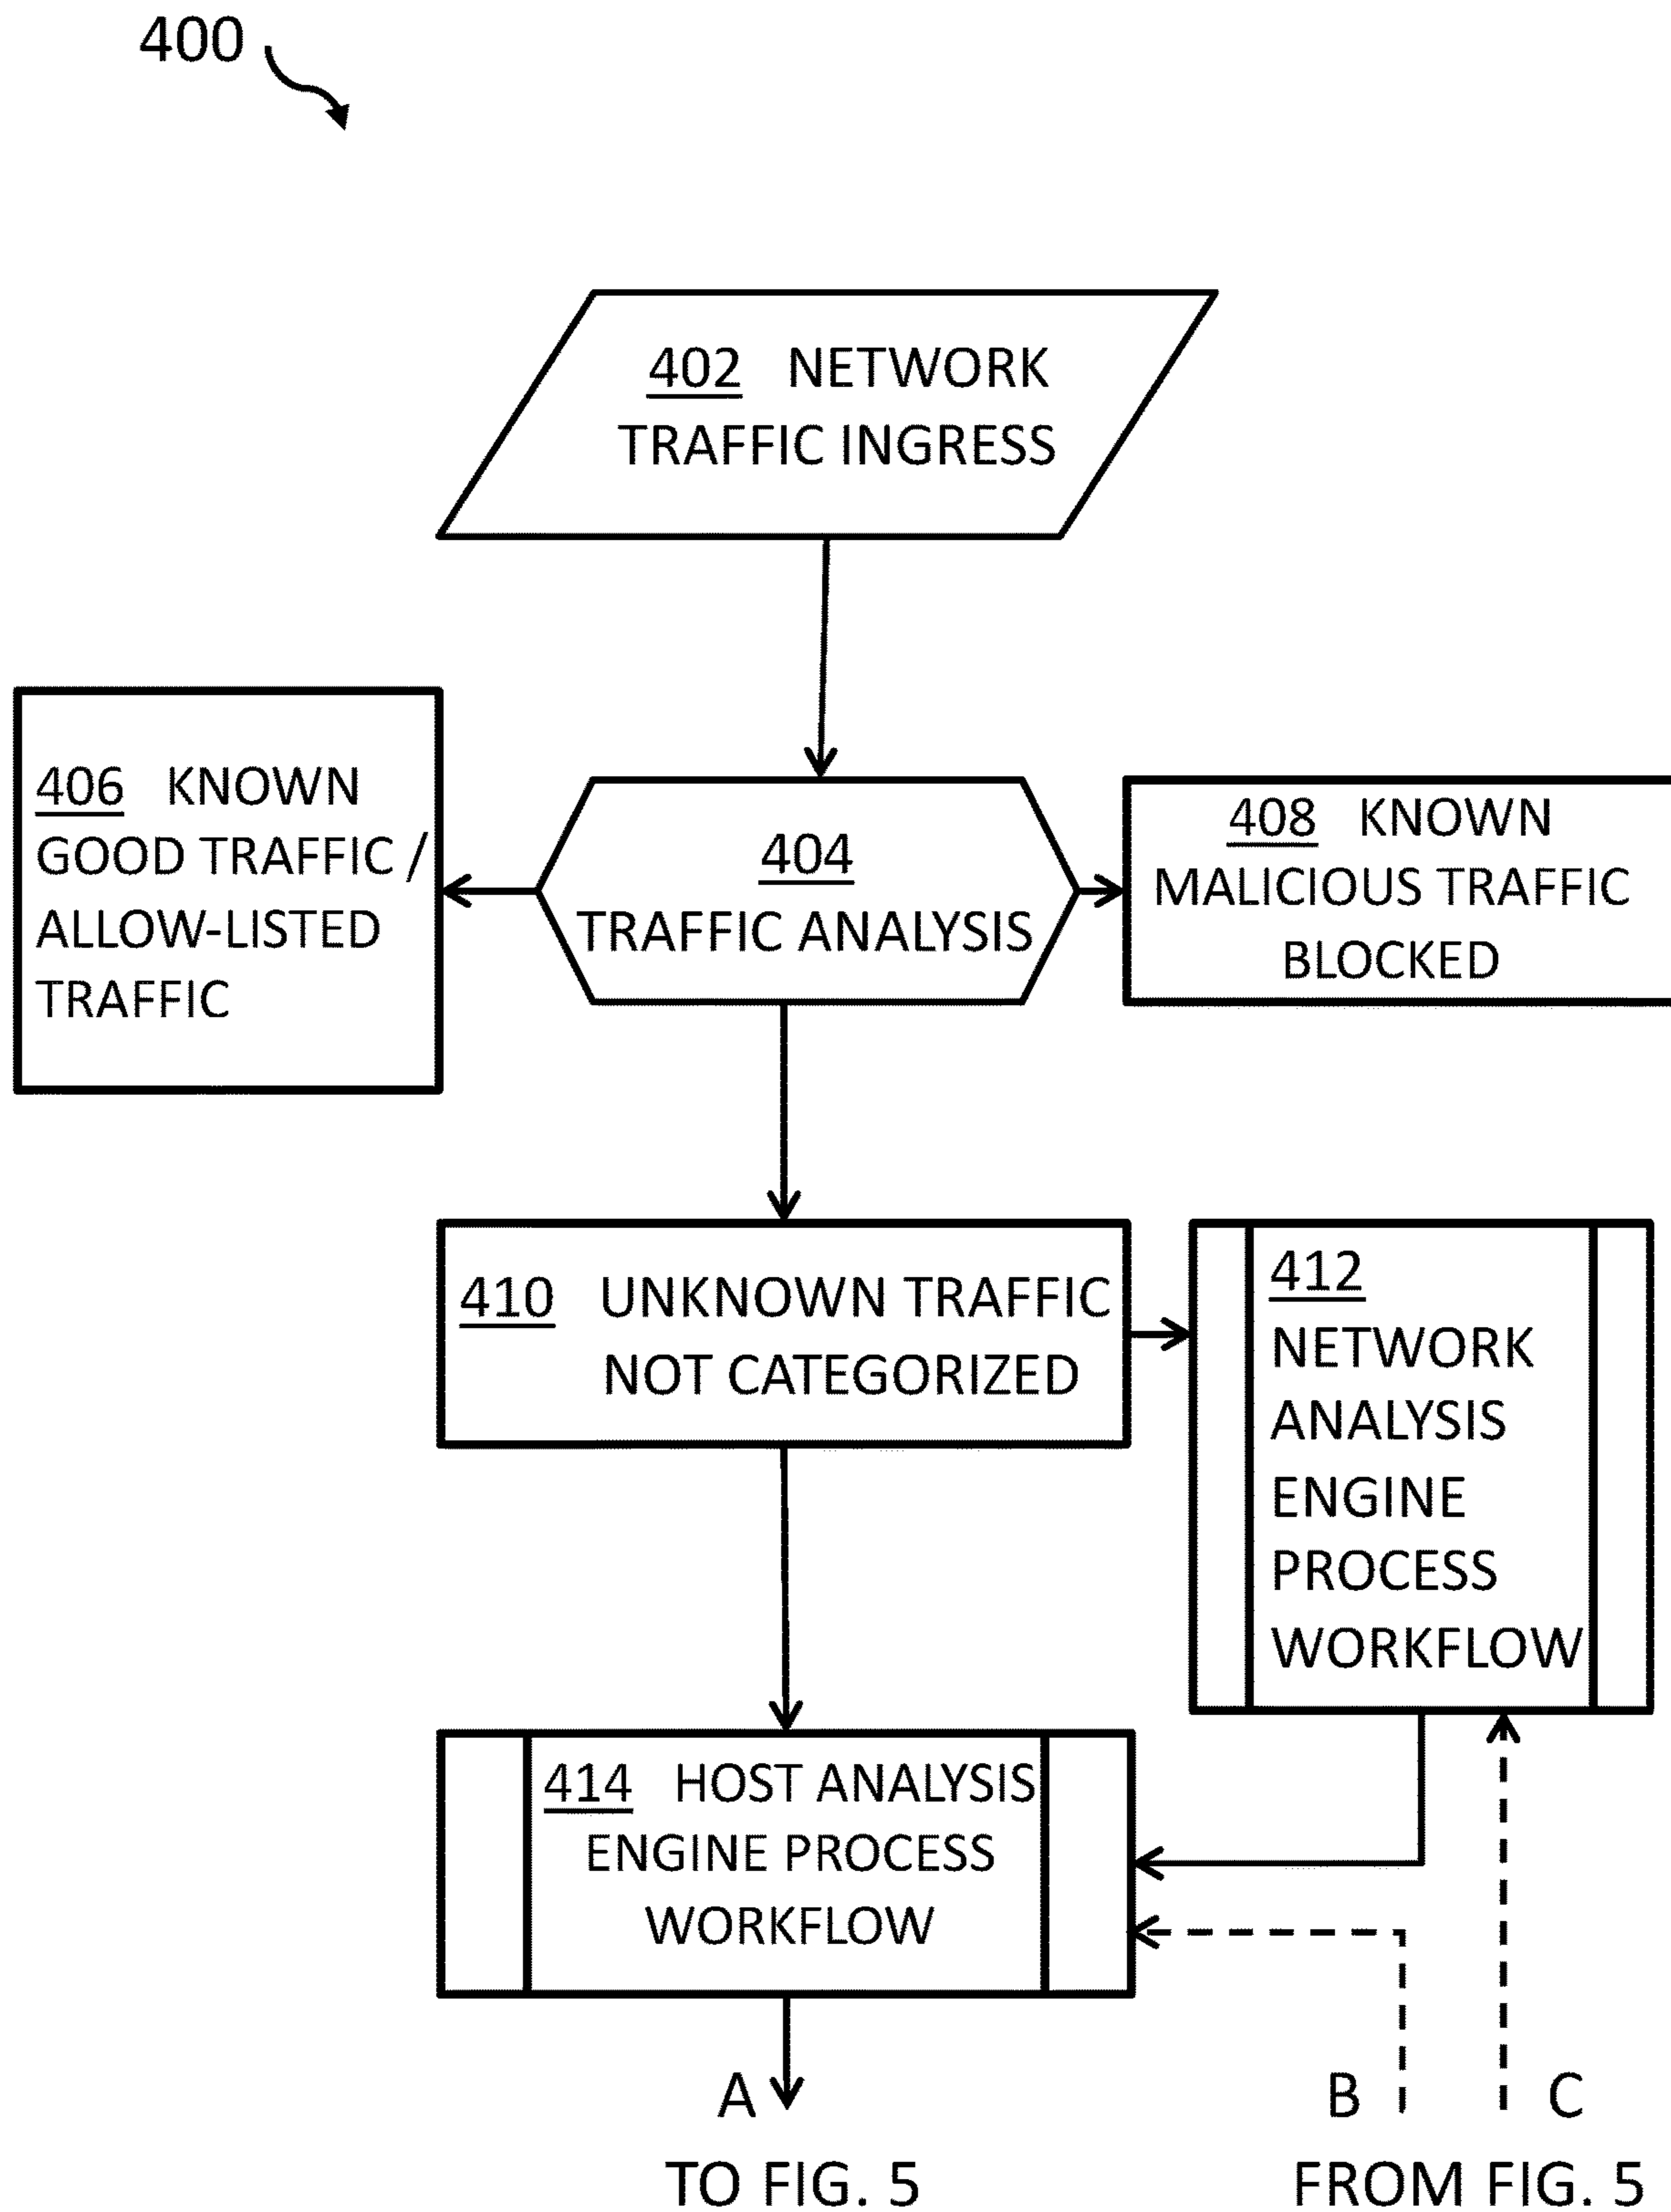 400
402 NETWORK
TRAFFIC INGRESS
406 KNOWN
GOOD TRAFFIC /
ALLOW-LISTED
TRAFFIC
404
TRAFFIC ANALYSIS
408 KNOWN
MALICIOUS TRAFFIC
BLOCKED
410 UNKNOWN TRAFFIC
NOT CATEGORIZED
412
NETWORK
ANALYSIS
ENGINE
PROCESS
WORKFLOW
414 HOST ANALYSIS
ENGINE PROCESS
WORKFLOW
A
TO FIG. 5
B
C
FROM FIG. 5